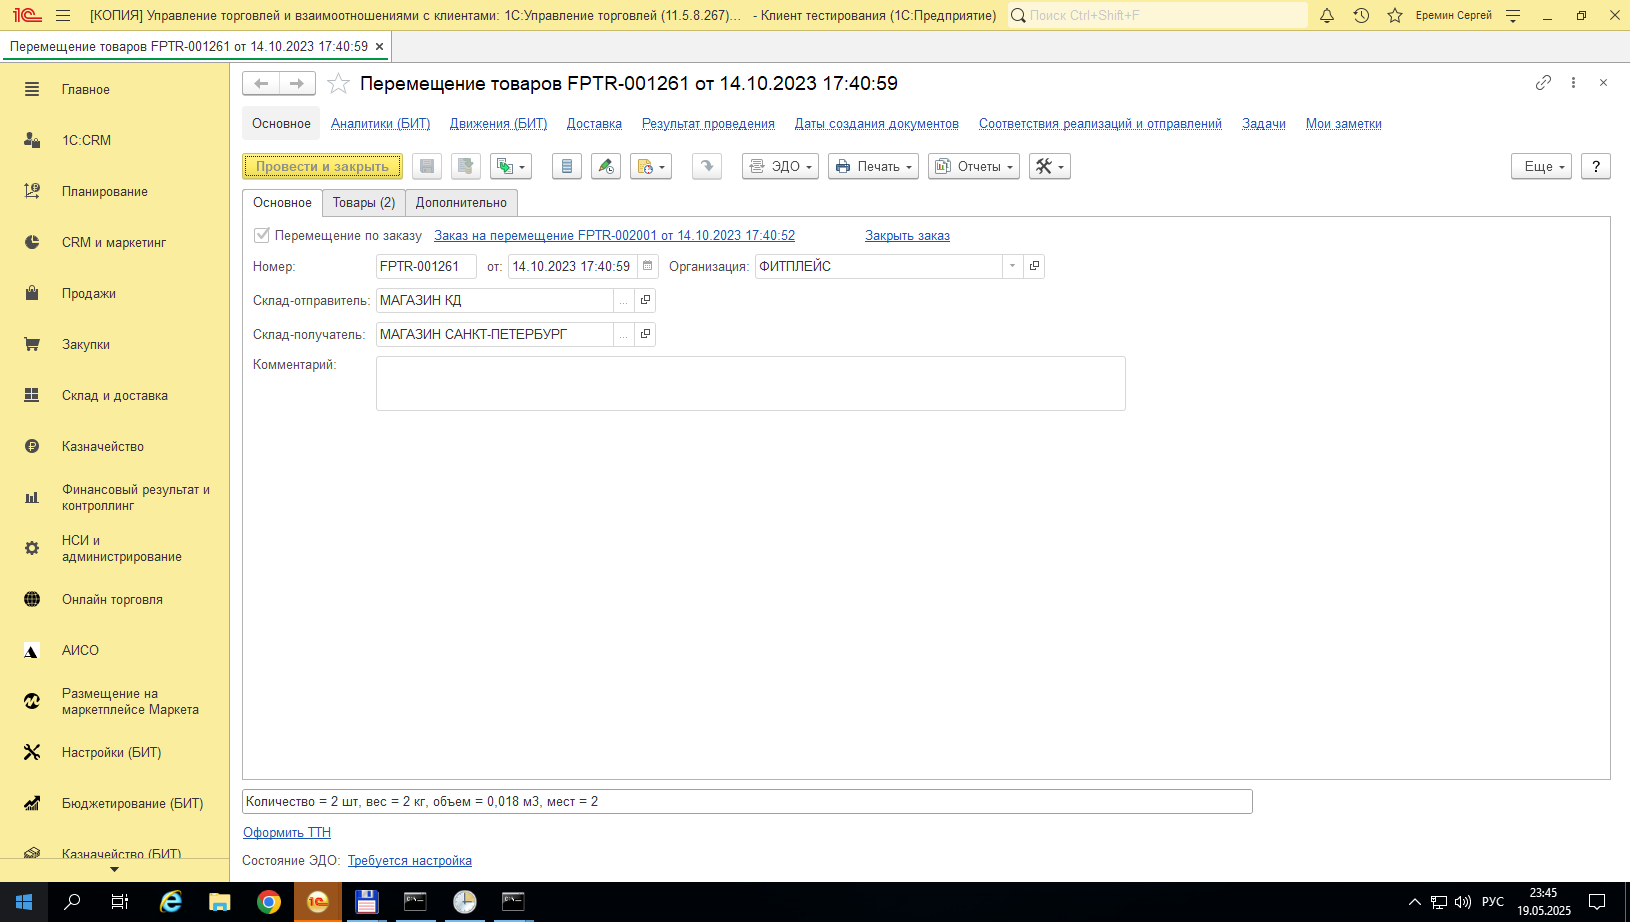 [КОПИЯ] Управление торговлей и взаимоотношениями с клиентами: 1С:Управление торговлей (11.5.8.267)... - Клиент тестирования (1С:Предприятие)
Поиск Ctrl+Shift+F
Еремин Сергей
Перемещение товаров FPTR-001261 от 14.10.2023 17:40:59
Главное
1С:CRM
Планирование
CRM и маркетинг
Продажи
Закупки
Склад и доставка
Казначейство
Финансовый результат и
контроллинг
НСИ и
администрирование
Онлайн торговля
АИСО
Размещение на
маркетплейсе Маркета
Настройки (БИТ)
Бюджетирование (БИТ)
Казначейство (БИТ)
Перемещение товаров FPTR-001261 от 14.10.2023 17:40:59
Основное Аналитики (БИТ) Движения (БИТ) Доставка Результат проведения Даты создания документов Соответствия реализаций и отправлений Задачи Мои заметки
Провести и закрыть ЭДО Печать Отчеты Еще ?
Основное Товары (2) Дополнительно
Перемещение по заказу Заказ на перемещение FPTR-002001 от 14.10.2023 17:40:52 Закрыть заказ
Номер: FPTR-001261 от: 14.10.2023 17:40:59 Организация: ФИТПЛЕЙС
Склад-отправитель: МАГАЗИН КД ...
Склад-получатель: МАГАЗИН САНКТ-ПЕТЕРБУРГ ...
Комментарий:
Количество = 2 шт, вес = 2 кг, объем = 0,018 м3, мест = 2
Оформить ТТН
Состояние ЭДО: Требуется настройка
РУС
23:45
19.05.2025